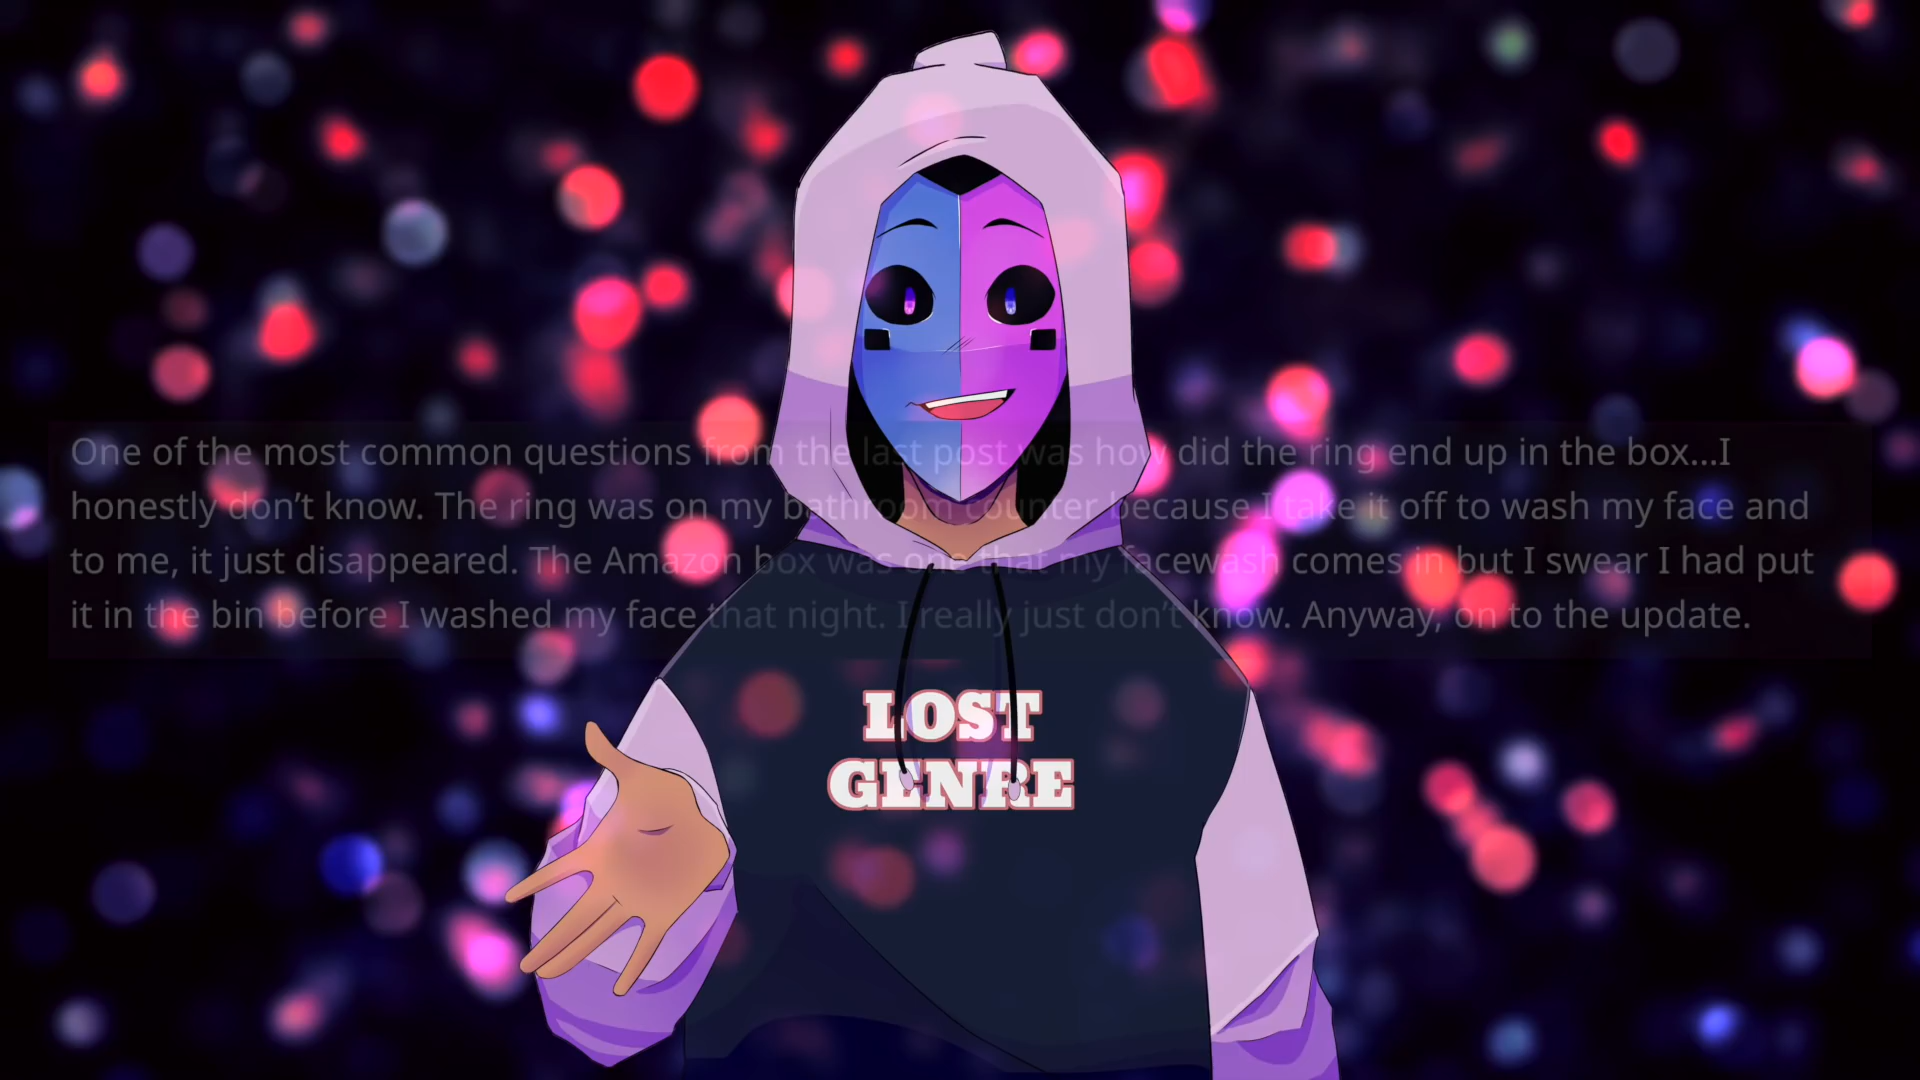 One of the most common questions from the last post was how did the ring end up in the box...I
honestly don’t know. The ring was on my bathroom counter because I take it off to wash my face and
to me, it just disappeared. The Amazon box was one that my facewash comes in but I swear I had put
it in the bin before I washed my face that night. I really just don’t know. Anyway, on to the update.
LOST
GENRE